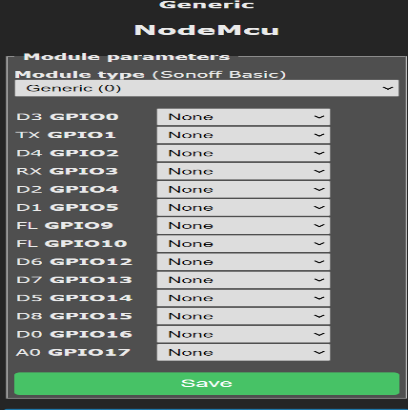 Generic
NodeMcu
Module parameters
Module type (Sonoff Basic)
Generic (0)
D3 GPIO0 None
TX GPIO1 None
D4 GPIO2 None
RX GPIO3 None
D2 GPIO4 None
D1 GPIO5 None
FL GPIO9 None
FL GPIO10 None
D6 GPIO12 None
D7 GPIO13 None
D5 GPIO14 None
D8 GPIO15 None
D0 GPIO16 None
A0 GPIO17 None
Save